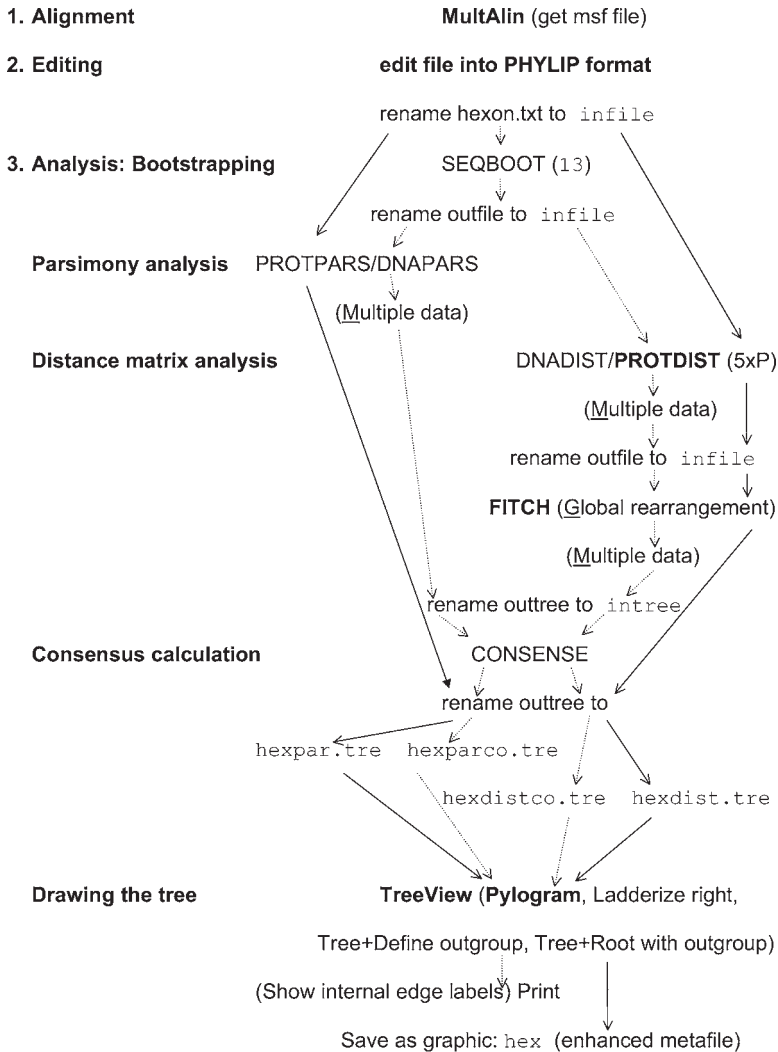 1. Alignment MultAlin (get msf file)
2. Editing edit file into PHYLIP format
rename hexon.txt to infile
3. Analysis: Bootstrapping SEQBOOT (13)
rename outfile to infile
Parsimony analysis PROTPARS/DNAPARS
(Multiple data)
Distance matrix analysis DNADIST/PROTDIST (5xP)
(Multiple data)
rename outfile to infile
FITCH (Global rearrangement)
(Multiple data)
rename outtree to intree
Consensus calculation CONSENSE
rename outtree to
hexpar.tre hexparco.tre
hexdistco.tre hexdist.tre
Drawing the tree TreeView (Pylogram, Ladderize right,
Tree+Define outgroup, Tree+Root with outgroup)
(Show internal edge labels) Print
Save as graphic: hex (enhanced metafile)